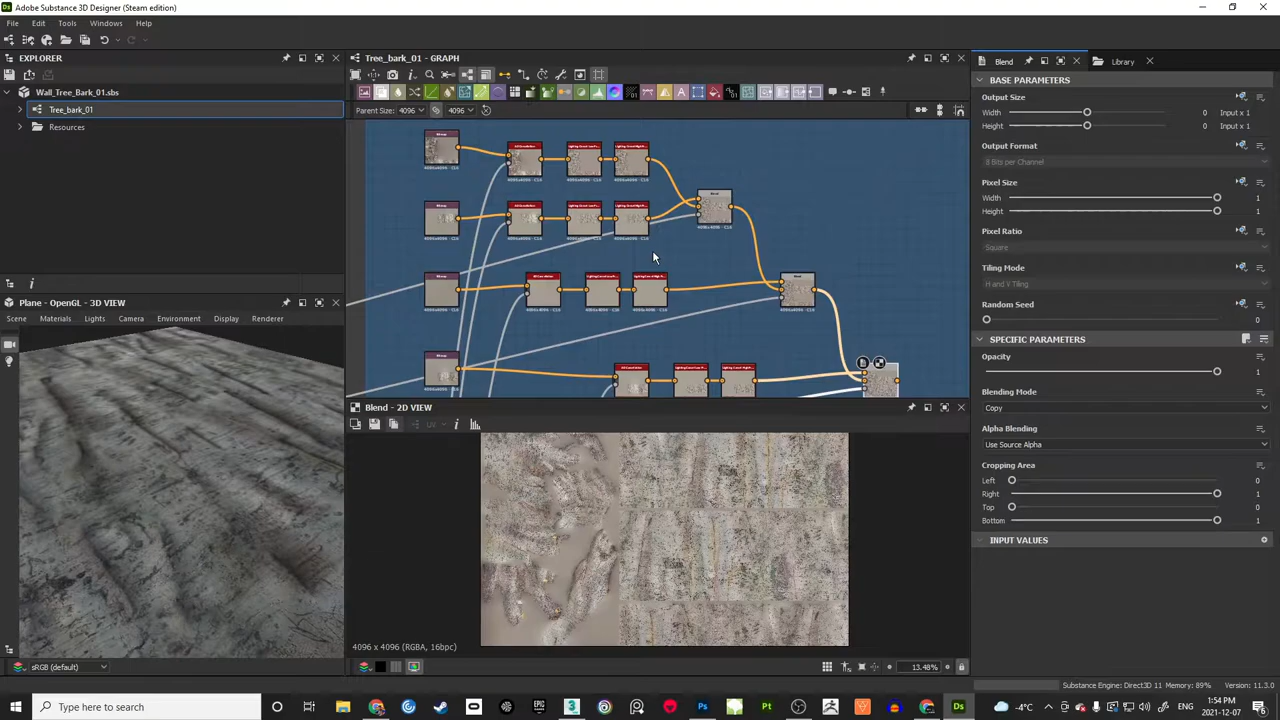 Adobe Substance 3D Designer (Steam edition)
File Edit Tools Windows Help
EXPLORER
Wall_Tree_Bark_01.sbs
Tree_bark_01
Resources
Tree_bark_01 - GRAPH
Parent Size: 4096 4096
Plane - OpenGL - 3D VIEW
Scene Materials Lights Camera Environment Display Renderer
sRGB (default)
Blend - 2D VIEW
4096 x 4096 (RGBA, 16bpc)
13.48%
Blend
Library
BASE PARAMETERS
Output Size
Width 0 Input x 1
Height 0 Input x 1
Output Format
8 Bits per Channel
Pixel Size
Width 1
Height 1
Pixel Ratio
Square
Tiling Mode
H and V Tiling
Random Seed
0
SPECIFIC PARAMETERS
Opacity
1
Blending Mode
Copy
Alpha Blending
Use Source Alpha
Cropping Area
Left 0
Right 1
Top 0
Bottom 1
INPUT VALUES
Substance Engine: Direct3D 11 Memory: 89% Version: 11.3.0
Type here to search
-4°C
1:54 PM
2021-12-07